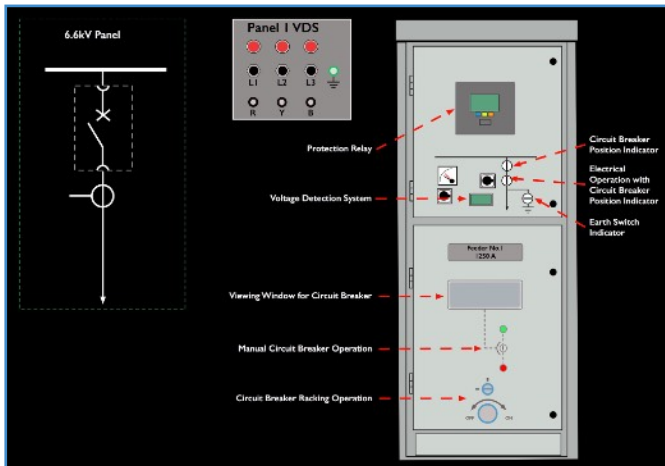 6.6kV Panel
Panel 1 VDS
L1 L2 L3
R Y B
Protection Relay
Voltage Detection System
Circuit Breaker
Position Indicator
Electrical
Operation with
Circuit Breaker
Position Indicator
Earth Switch
Indicator
Feeder No.1
1250 A
Viewing Window for Circuit Breaker
Manual Circuit Breaker Operation
Circuit Breaker Racking Operation
OFF ON